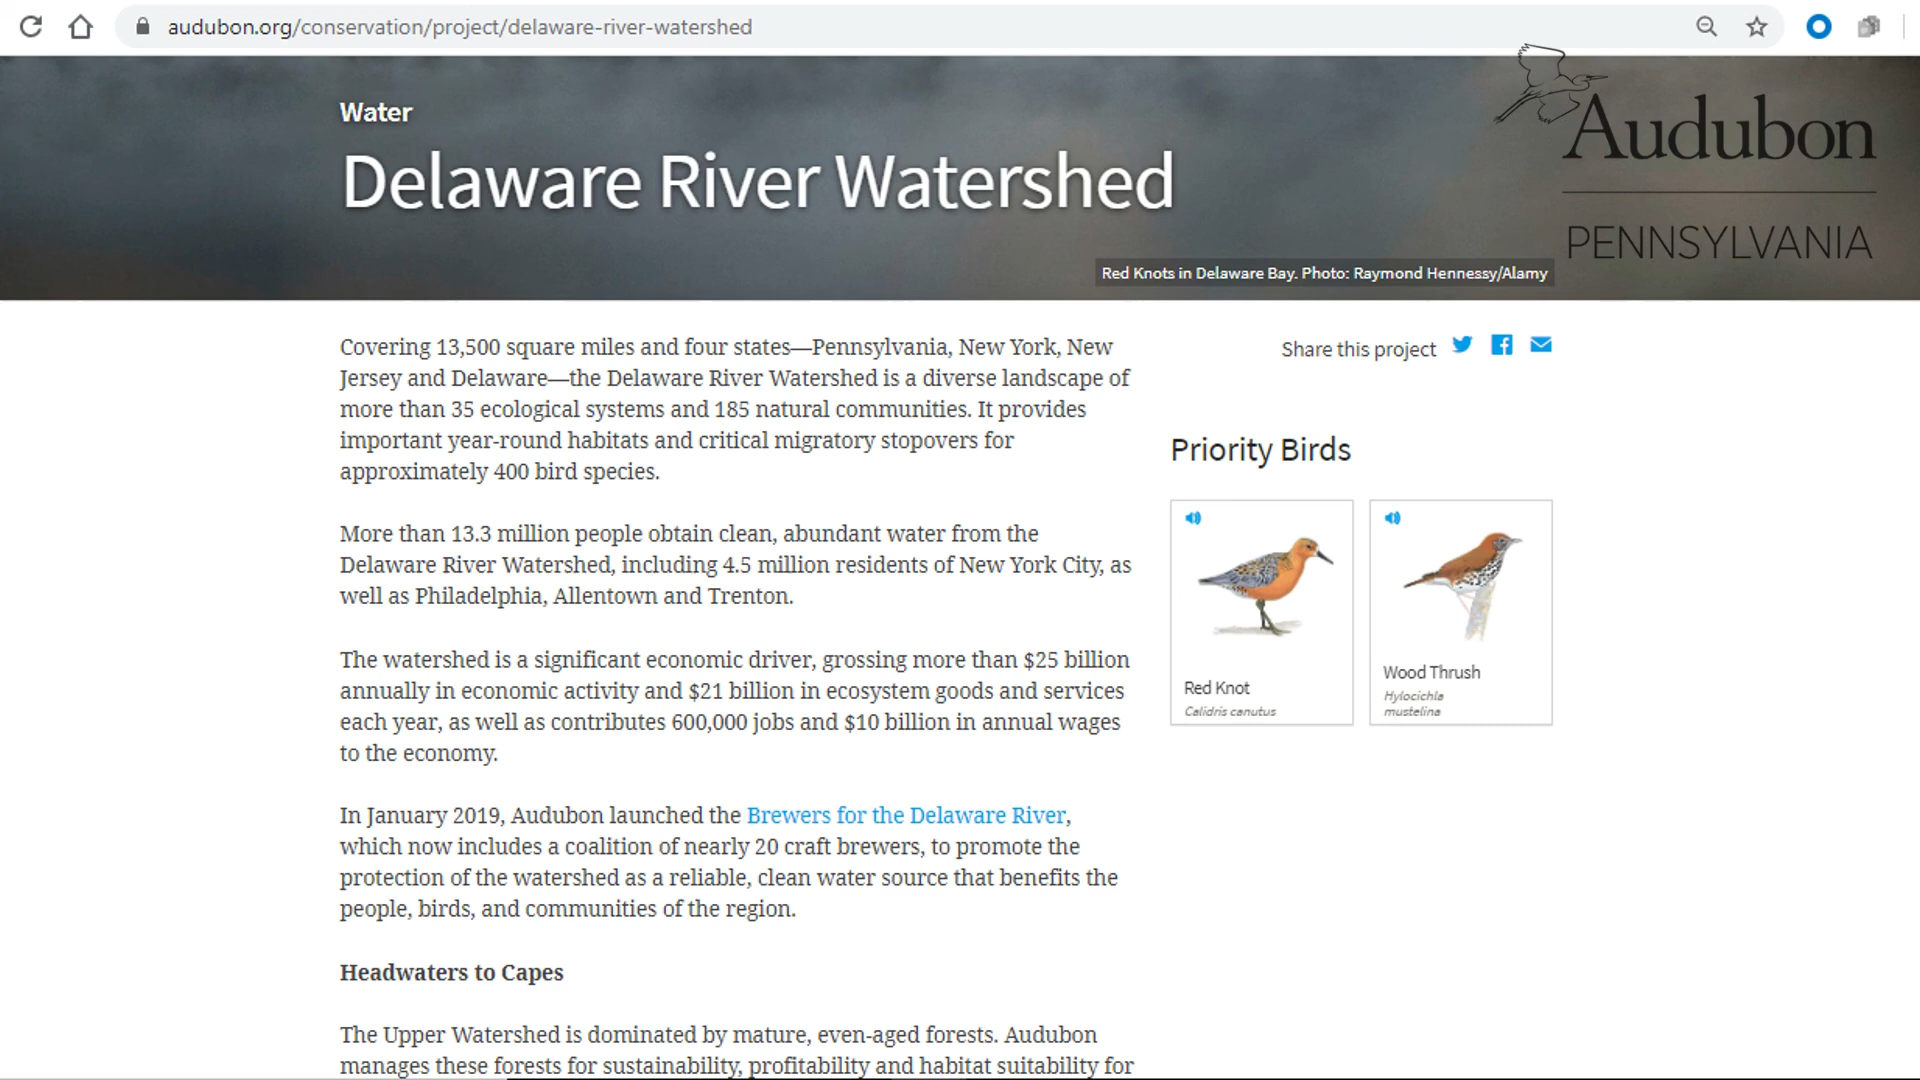 audubon.org/conservation/project/delaware-river-watershed
Water
Delaware River Watershed
Audubon
PENNSYLVANIA
Red Knots in Delaware Bay. Photo: Raymond Hennessy/Alamy
Covering 13,500 square miles and four states—Pennsylvania, New York, New
Jersey and Delaware—the Delaware River Watershed is a diverse landscape of
more than 35 ecological systems and 185 natural communities. It provides
important year-round habitats and critical migratory stopovers for
approximately 400 bird species.
More than 13.3 million people obtain clean, abundant water from the
Delaware River Watershed, including 4.5 million residents of New York City, as
well as Philadelphia, Allentown and Trenton.
The watershed is a significant economic driver, grossing more than $25 billion
annually in economic activity and $21 billion in ecosystem goods and services
each year, as well as contributes 600,000 jobs and $10 billion in annual wages
to the economy.
In January 2019, Audubon launched the Brewers for the Delaware River,
which now includes a coalition of nearly 20 craft brewers, to promote the
protection of the watershed as a reliable, clean water source that benefits the
people, birds, and communities of the region.
Headwaters to Capes
The Upper Watershed is dominated by mature, even-aged forests. Audubon
manages these forests for sustainability, profitability and habitat suitability for
Share this project
Priority Birds
Red Knot
Calidris canutus
Wood Thrush
Hylocichla
mustelina